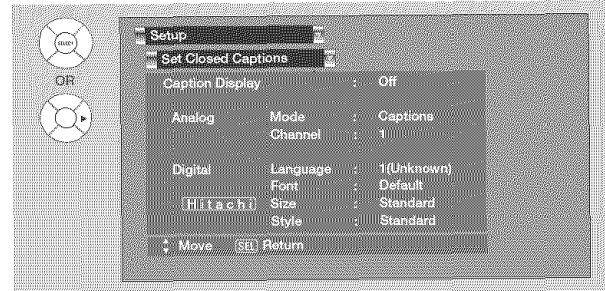 SELECT
OR
Setup
Set Closed Captions
Caption Display : Off
Analog Mode : Captions
Channel : 1
Digital Language : 1(Unknown)
Font : Default
Hitachi Size : Standard
Style : Standard
Move SEL Return